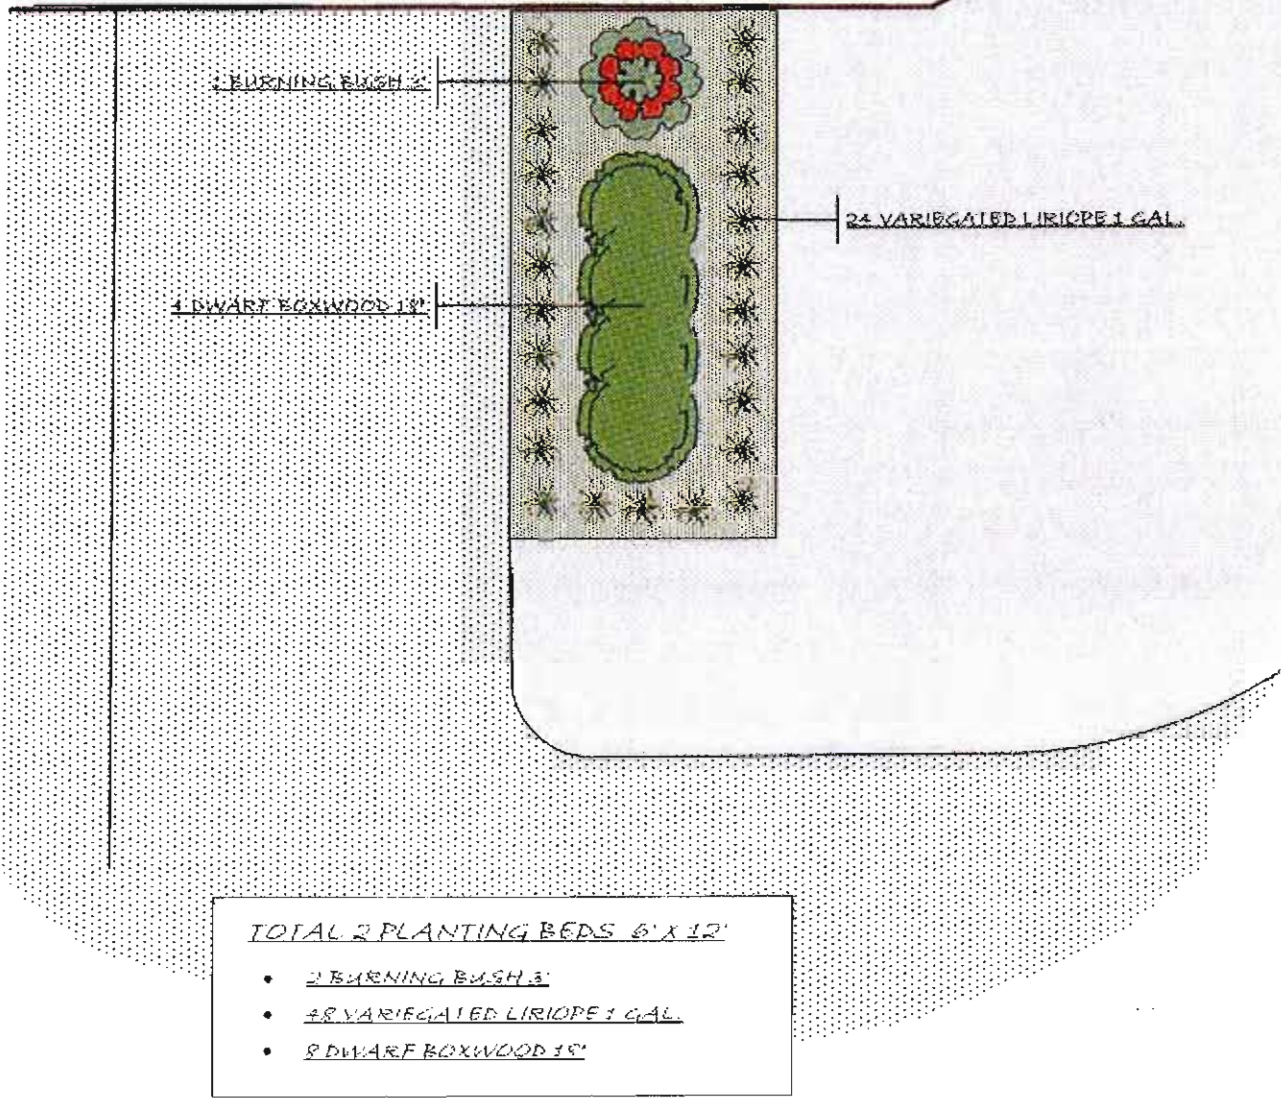 1 BURNING BUSH 3'
24 VARIEGATED LIRIOPE 1 GAL.
4 DWARF BOXWOOD 18"
TOTAL 2 PLANTING BEDS 6' X 12'
• 2 BURNING BUSH 3'
• 48 VARIEGATED LIRIOPE 1 GAL.
• 8 DWARF BOXWOOD 18"